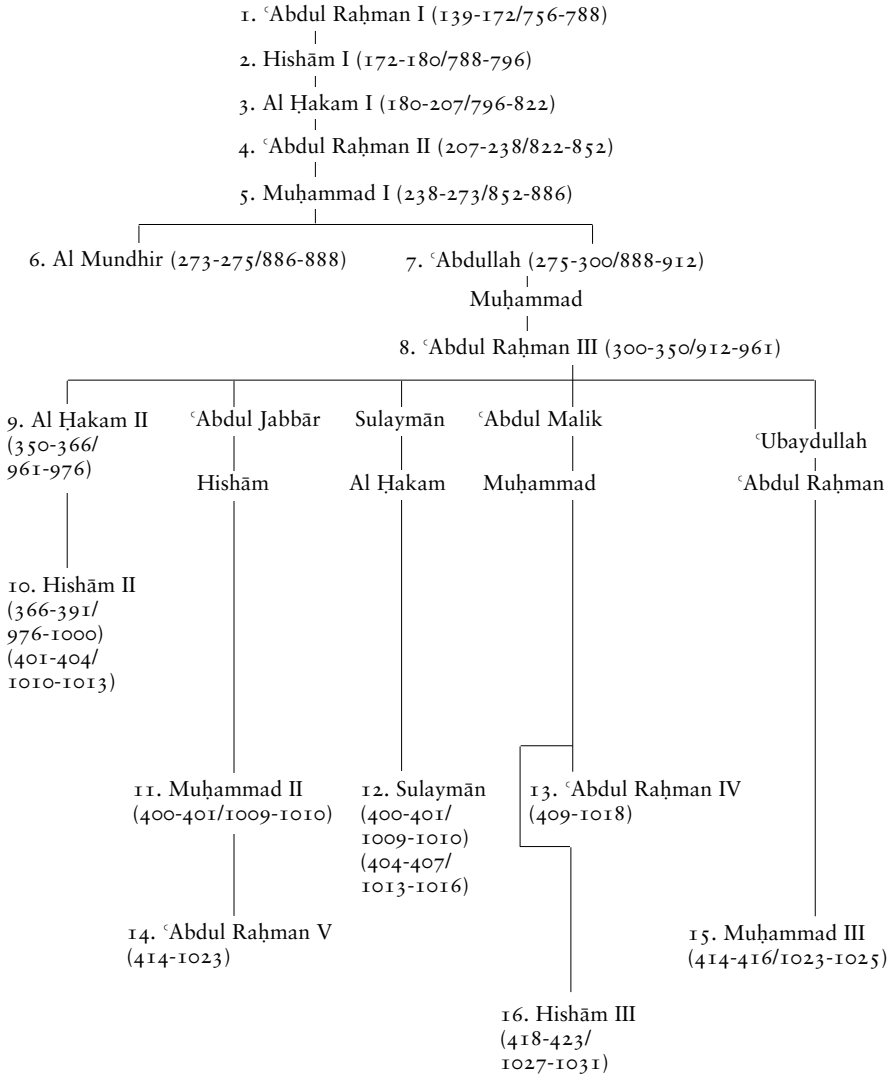 1. ʿAbdul Raḥman I (139-172/756-788)
2. Hishām I (172-180/788-796)
3. Al Ḥakam I (180-207/796-822)
4. ʿAbdul Raḥman II (207-238/822-852)
5. Muḥammad I (238-273/852-886)
6. Al Mundhir (273-275/886-888)
7. ʿAbdullah (275-300/888-912)
Muḥammad
8. ʿAbdul Raḥman III (300-350/912-961)
9. Al Ḥakam II
(350-366/
961-976)
ʿAbdul Jabbār
Sulaymān
ʿAbdul Malik
ʿUbaydullah
Hishām
Al Ḥakam
Muḥammad
ʿAbdul Raḥman
10. Hishām II
(366-391/
976-1000)
(401-404/
1010-1013)
11. Muḥammad II
(400-401/1009-1010)
12. Sulaymān
(400-401/
1009-1010)
(404-407/
1013-1016)
13. ʿAbdul Raḥman IV
(409-1018)
14. ʿAbdul Raḥman V
(414-1023)
15. Muḥammad III
(414-416/1023-1025)
16. Hishām III
(418-423/
1027-1031)